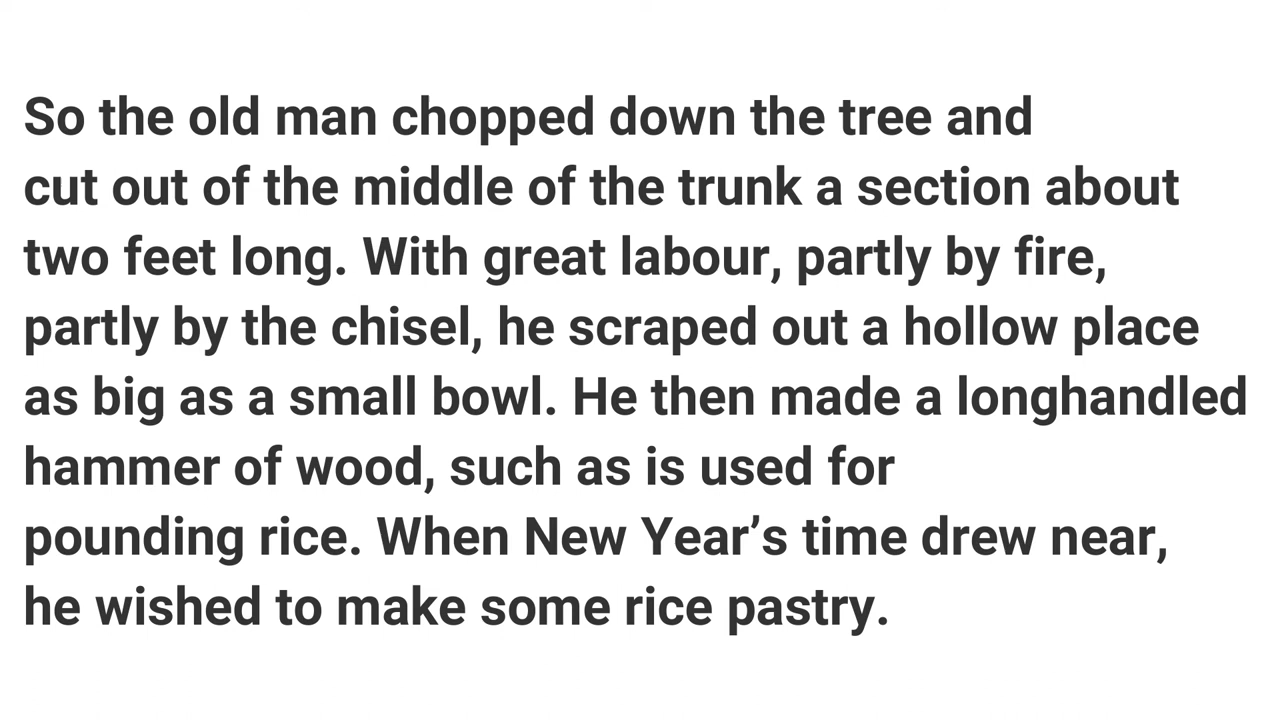 So the old man chopped down the tree and
cut out of the middle of the trunk a section about
two feet long. With great labour, partly by fire,
partly by the chisel, he scraped out a hollow place
as big as a small bowl. He then made a longhandled
hammer of wood, such as is used for
pounding rice. When New Year’s time drew near,
he wished to make some rice pastry.